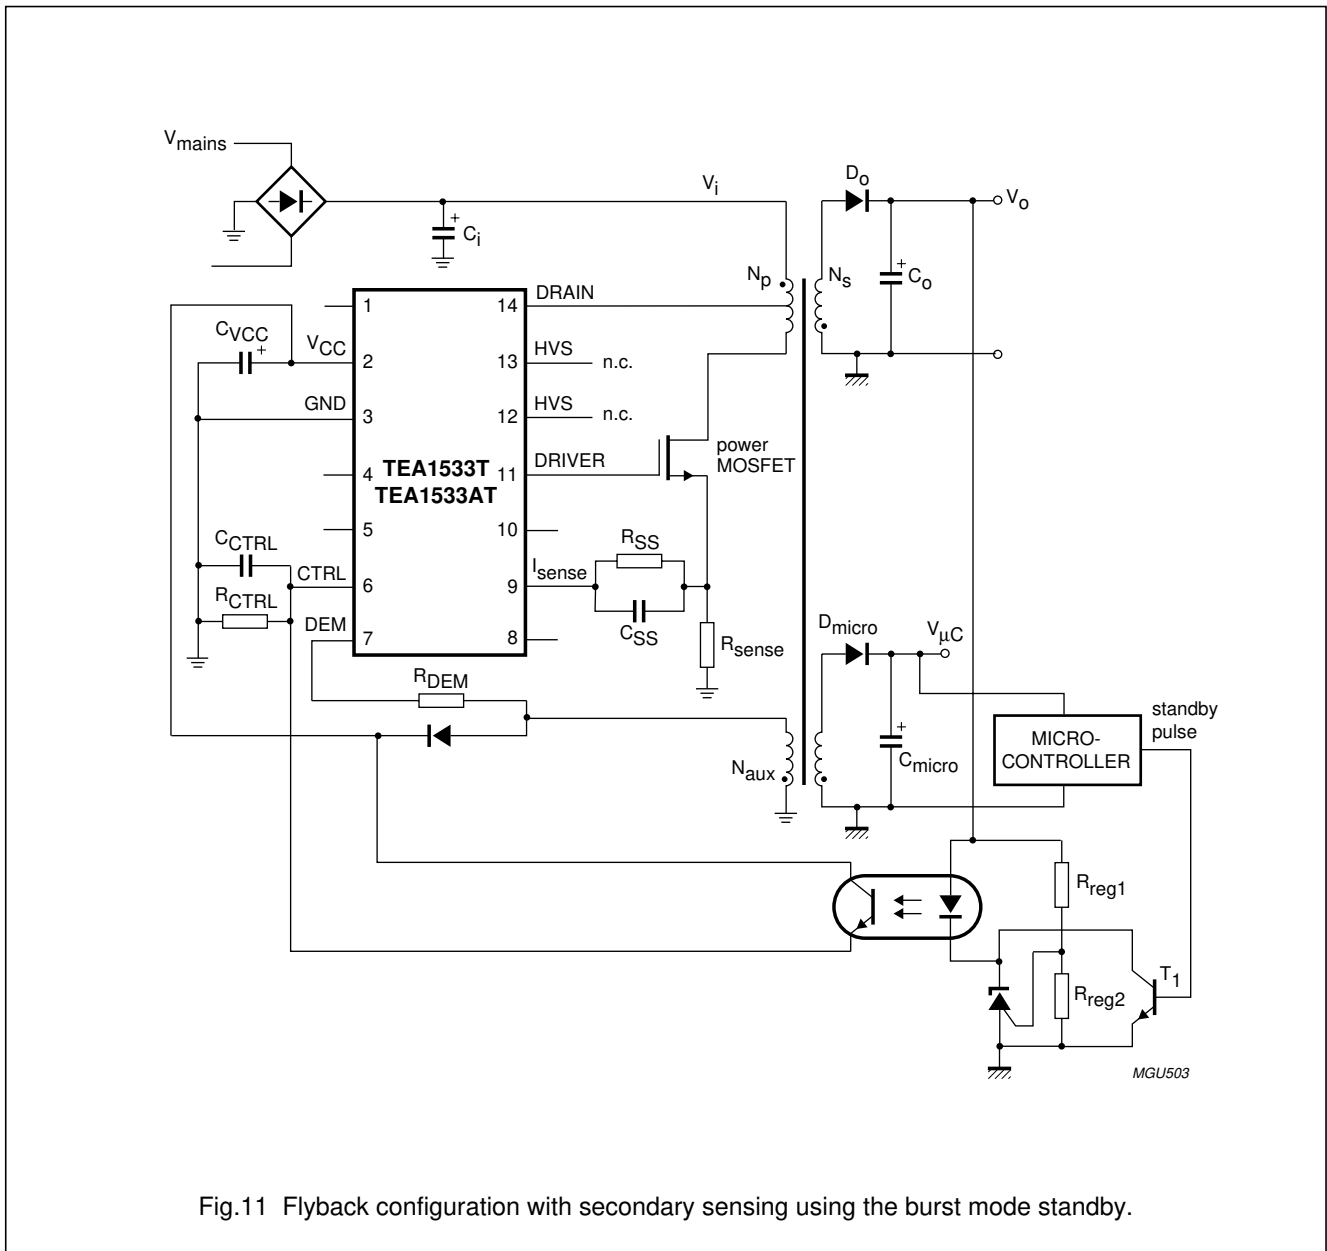 Vmains
Vi
Do
Vo
Ci
Np
Ns
Co
1
14
DRAIN
CVCC
VCC
2
13
HVS
n.c.
GND
3
12
HVS
n.c.
TEA1533T
TEA1533AT
4
11
DRIVER
power
MOSFET
5
10
CCTRL
CTRL
6
9
Isense
RSS
CSS
RCTRL
DEM
7
8
Rsense
RDEM
Dmicro
VμC
Naux
Cmicro
MICRO-
CONTROLLER
standby
pulse
Rreg1
Rreg2
T1
MGU503
Fig.11 Flyback configuration with secondary sensing using the burst mode standby.